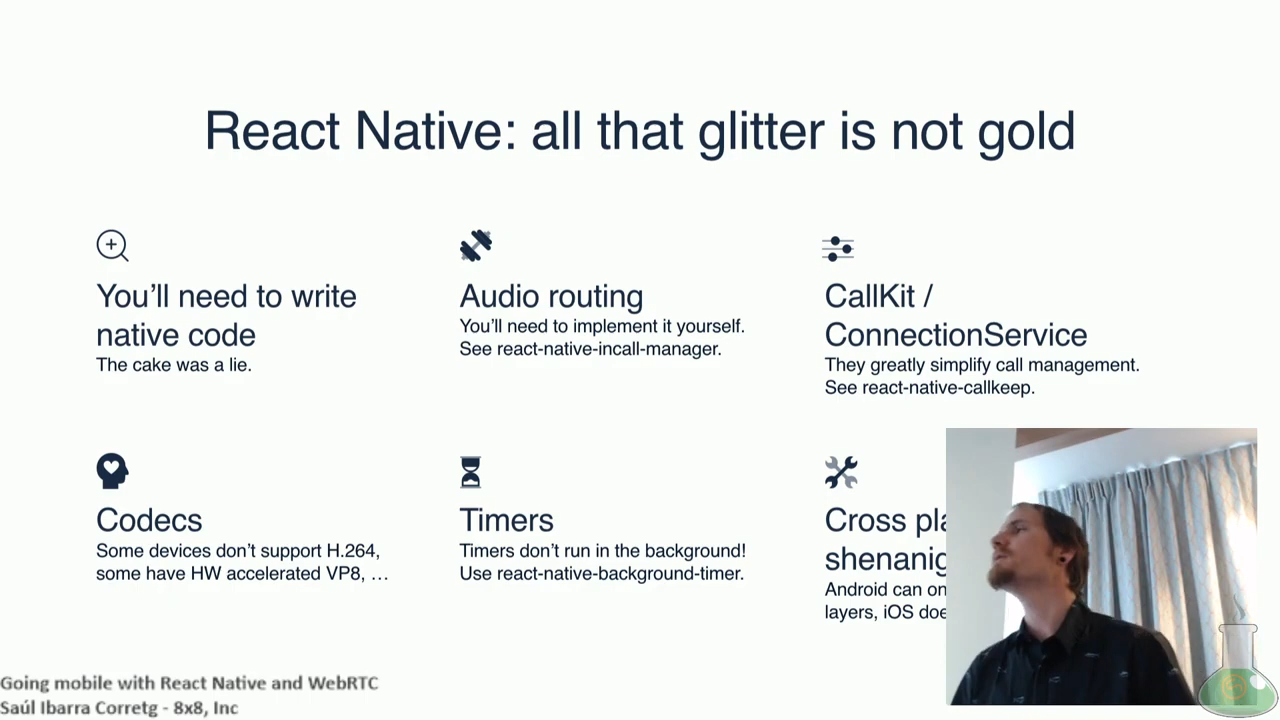 React Native: all that glitter is not gold
You'll need to write
native code
The cake was a lie.
Audio routing
You'll need to implement it yourself.
See react-native-incall-manager.
CallKit /
ConnectionService
They greatly simplify call management.
See react-native-callkeep.
Codecs
Some devices don't support H.264,
some have HW accelerated VP8, …
Timers
Timers don't run in the background!
Use react-native-background-timer.
Cross
Android can
layers, iOS
Going mobile with React Native and WebRTC
Saúl Ibarra Corretg - 8x8, Inc